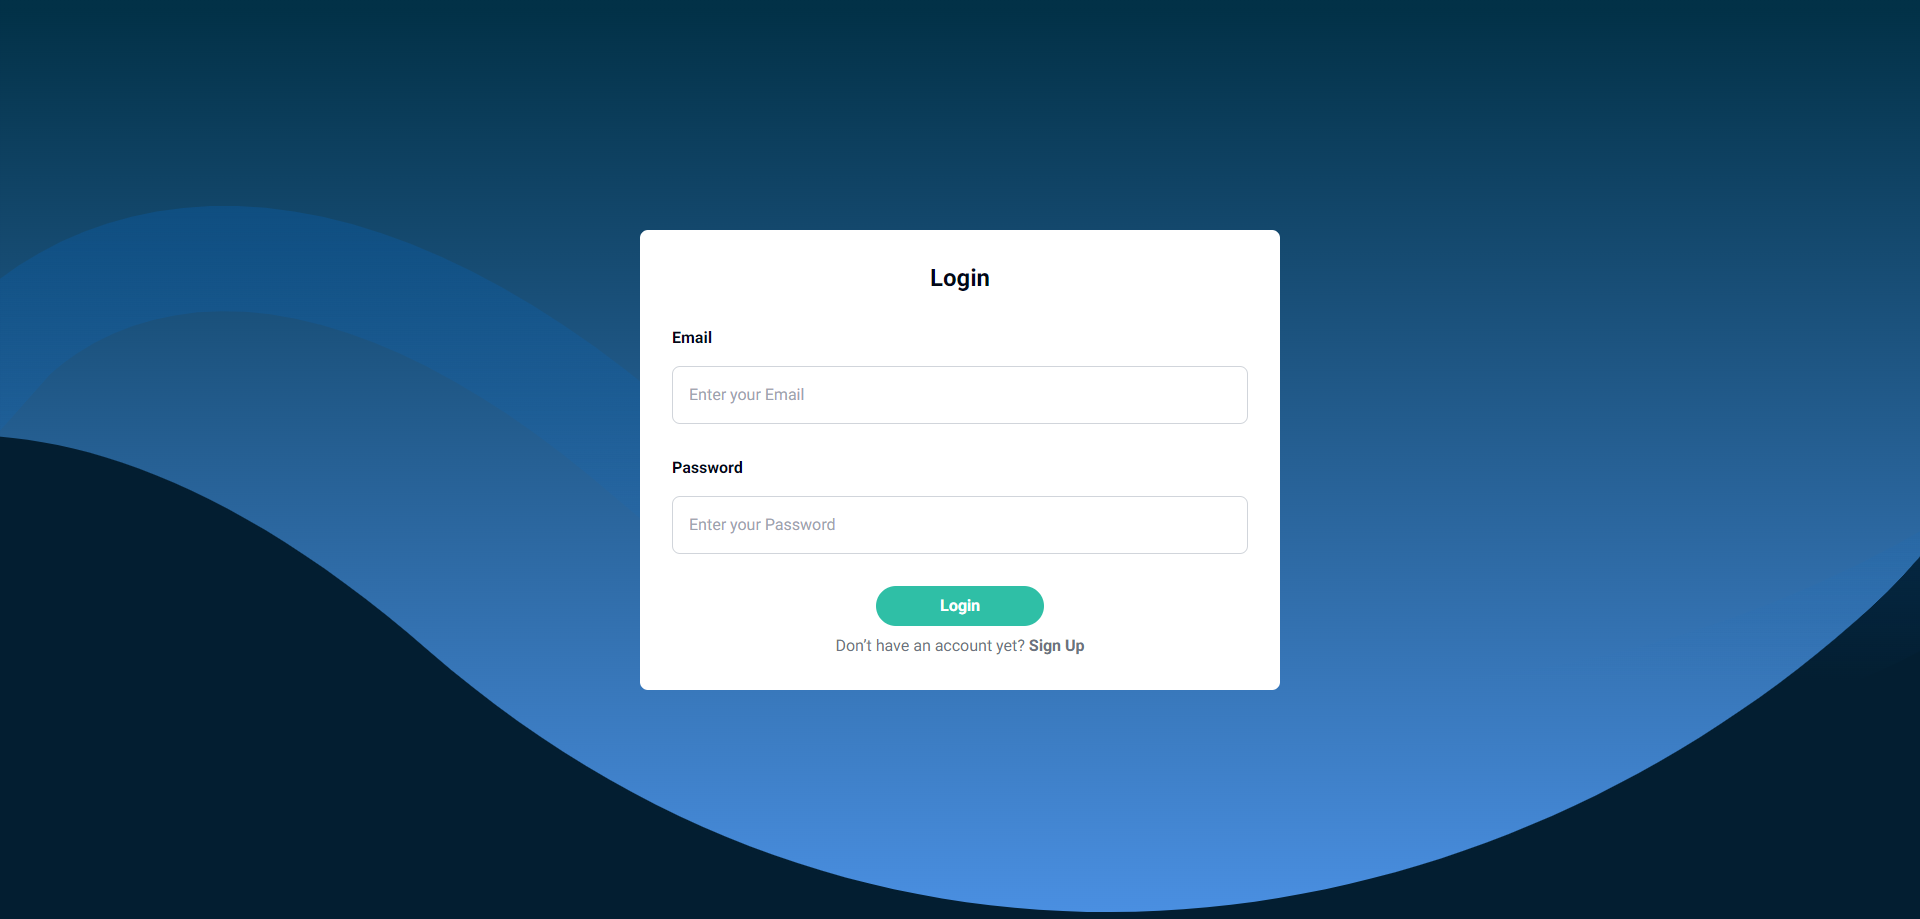 Login
Email
Enter your Email
Password
Enter your Password
Login
Don’t have an account yet? Sign Up